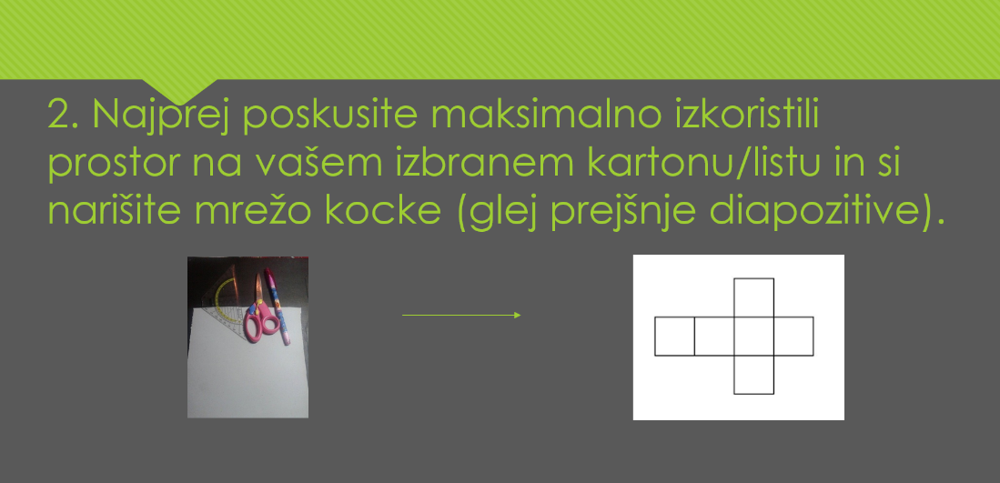 2. Najprej poskusite maksimalno izkoristili
prostor na vašem izbranem kartonu/listu in si
narišite mrežo kocke (glej prejšnje diapozitive).